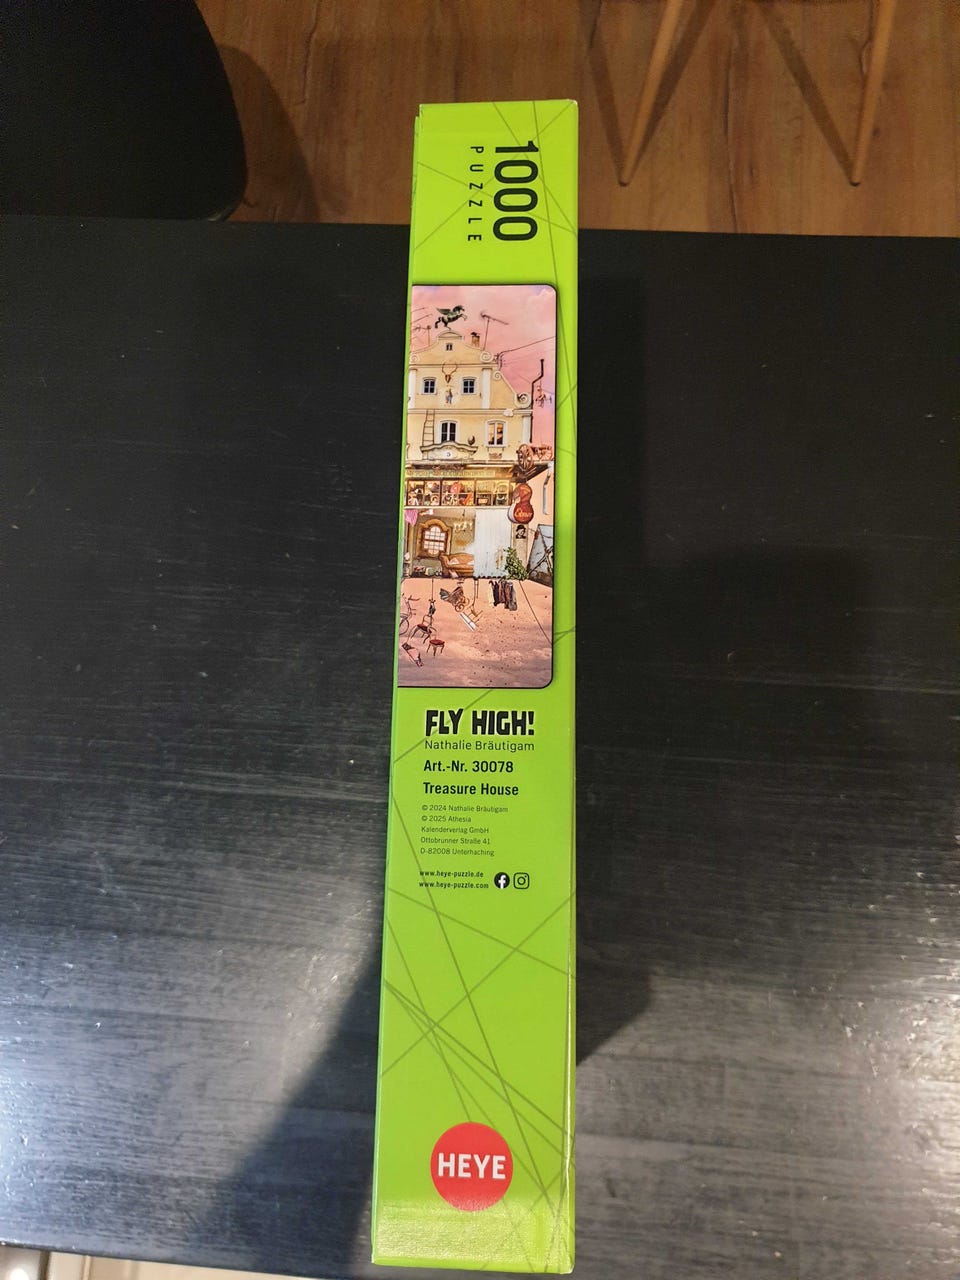 1000
PUZZLE
FLY HIGH!
Nathalie Bräutigam
Art.-Nr. 30078
Treasure House
© 2024 Nathalie Bräutigam
© 2025 Athesia
Kalenderverlag GmbH
Ottobrunner Straße 41
D-82008 Unterhaching
www.heye-puzzle.de
www.heye-puzzle.com
HEYE